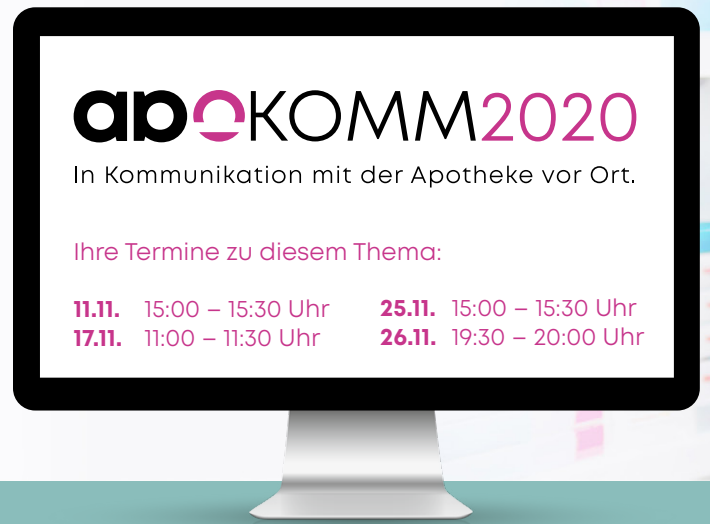 apoKOMM2020
In Kommunikation mit der Apotheke vor Ort.
Ihre Termine zu diesem Thema:
11.11. 15:00 – 15:30 Uhr 25.11. 15:00 – 15:30 Uhr
17.11. 11:00 – 11:30 Uhr 26.11. 19:30 – 20:00 Uhr